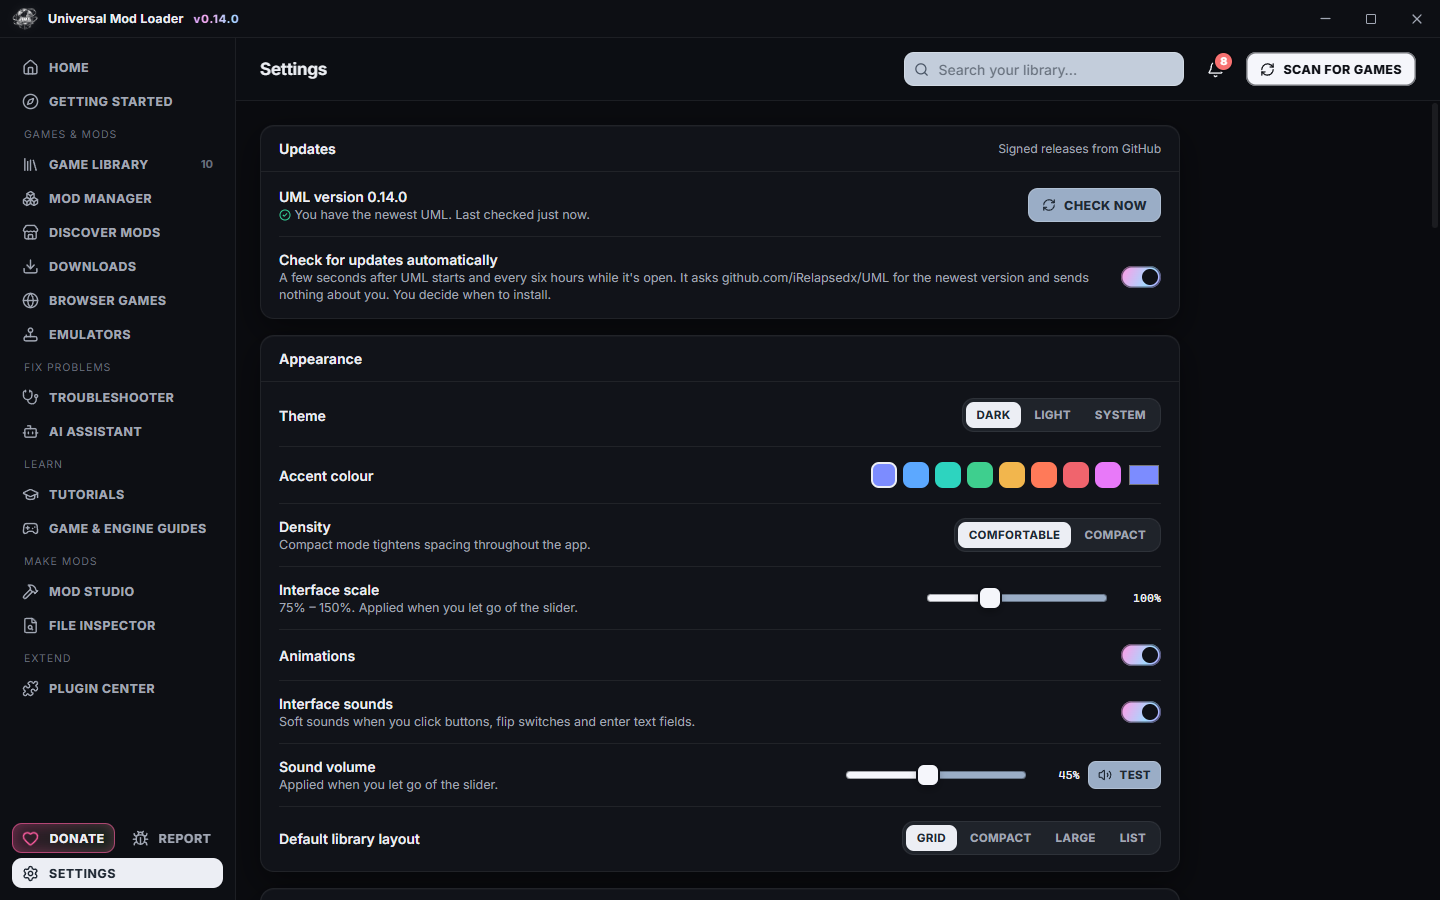 Universal Mod Loader v0.14.0
HOME
GETTING STARTED
GAMES & MODS
GAME LIBRARY 10
MOD MANAGER
DISCOVER MODS
DOWNLOADS
BROWSER GAMES
EMULATORS
FIX PROBLEMS
TROUBLESHOOTER
AI ASSISTANT
LEARN
TUTORIALS
GAME & ENGINE GUIDES
MAKE MODS
MOD STUDIO
FILE INSPECTOR
EXTEND
PLUGIN CENTER
DONATE REPORT
SETTINGS
Settings
Search your library...
8
SCAN FOR GAMES
Updates
Signed releases from GitHub
UML version 0.14.0
You have the newest UML. Last checked just now.
CHECK NOW
Check for updates automatically
A few seconds after UML starts and every six hours while it's open. It asks github.com/iRelapsedx/UML for the newest version and sends
nothing about you. You decide when to install.
Appearance
Theme
DARK LIGHT SYSTEM
Accent colour
Density
Compact mode tightens spacing throughout the app.
COMFORTABLE COMPACT
Interface scale
75% – 150%. Applied when you let go of the slider.
100%
Animations
Interface sounds
Soft sounds when you click buttons, flip switches and enter text fields.
Sound volume
Applied when you let go of the slider.
45% TEST
Default library layout
GRID COMPACT LARGE LIST